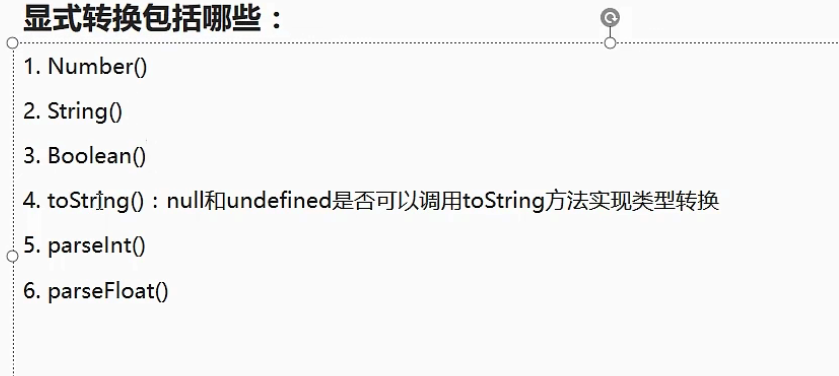 显式转换包括哪些：
1. Number()
2. String()
3. Boolean()
4. toString()：null和undefined是否可以调用toString方法实现类型转换
5. parseInt()
6. parseFloat()